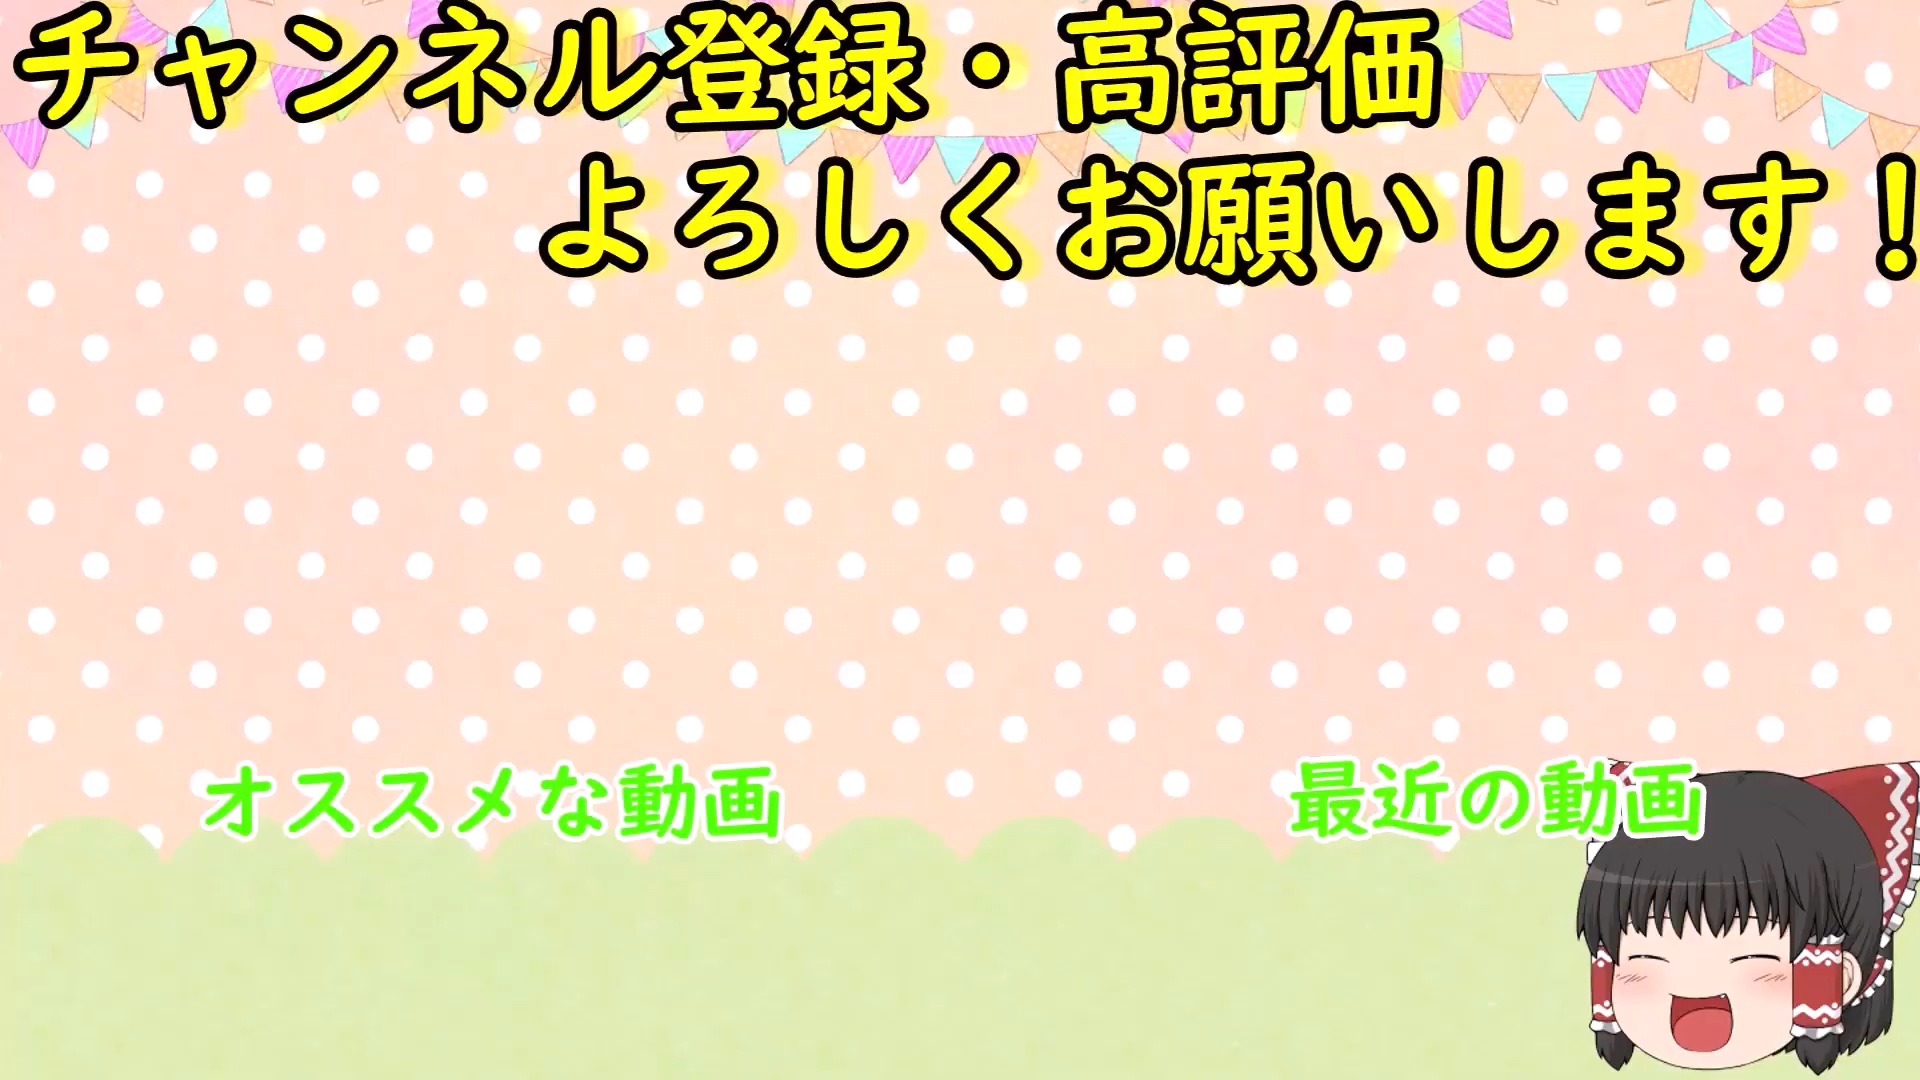 チャンネル登録・高評価
よろしくお願いします！
オススメな動画
最近の動画